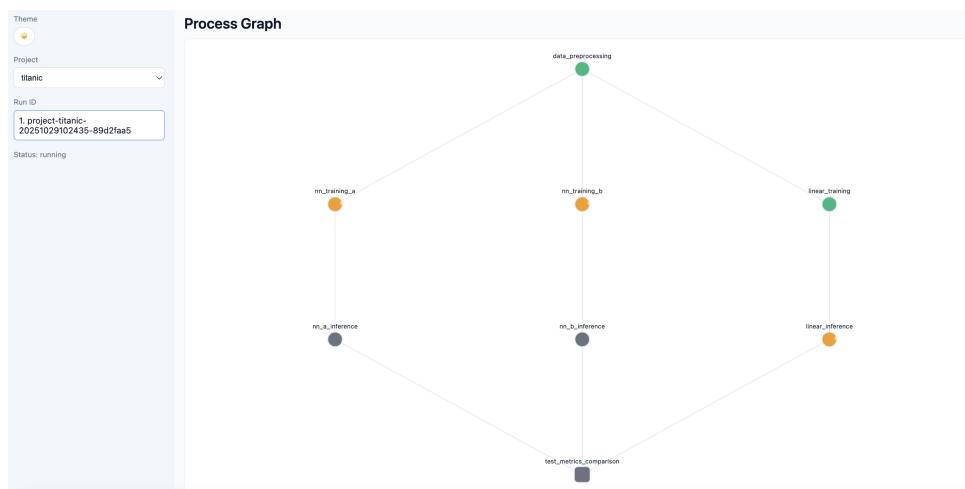 Theme
Process Graph
Project
titanic
Run ID
1. project-titanic-
20251029102435-89d2faa5
Status: running
data_preprocessing
nn_training_a
nn_training_b
linear_training
nn_a_inference
nn_b_inference
linear_inference
test_metrics_comparison